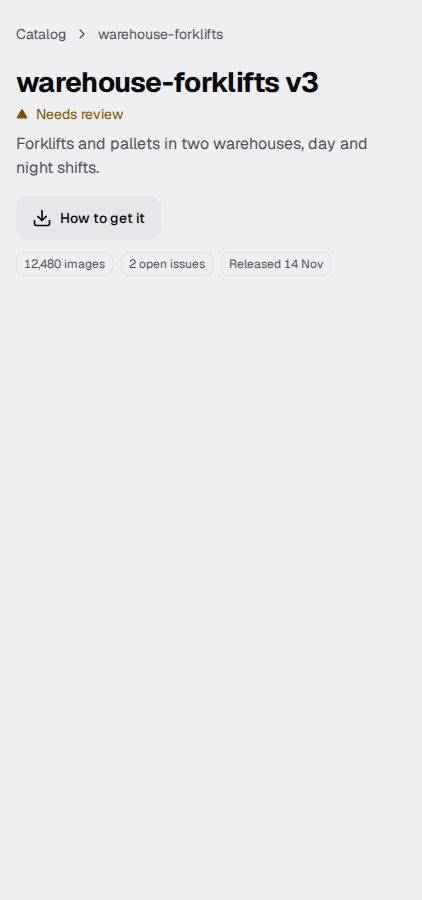 Catalog > warehouse-forklifts
warehouse-forklifts v3
Needs review
Forklifts and pallets in two warehouses, day and
night shifts.
How to get it
12,480 images 2 open issues Released 14 Nov